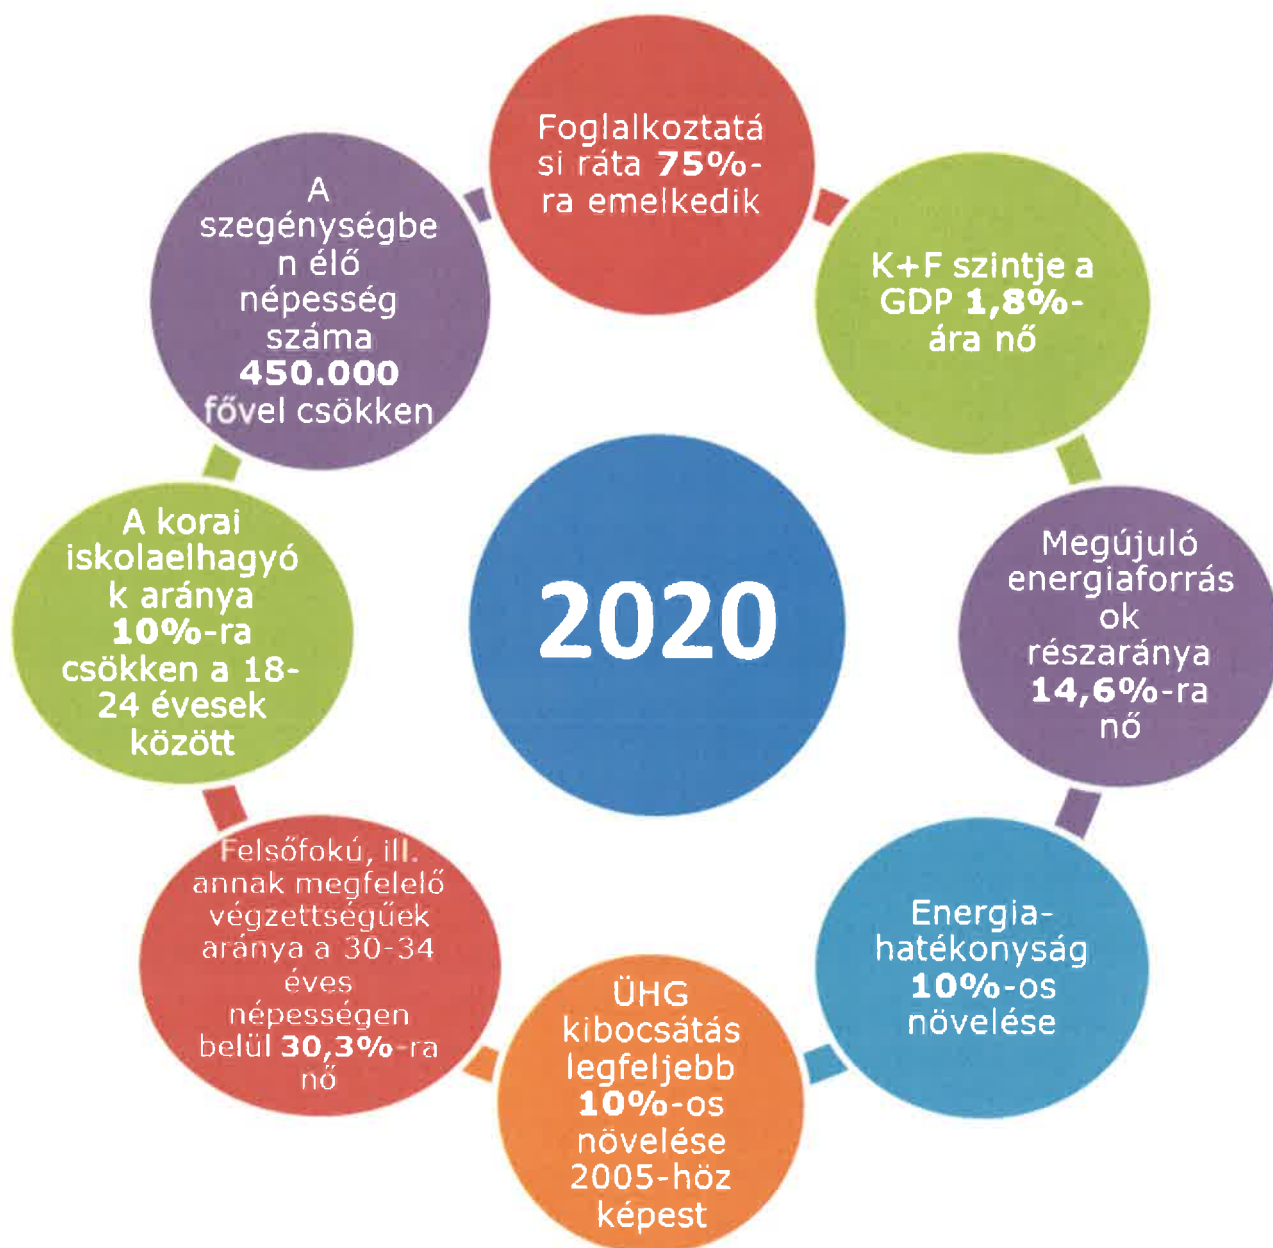 Foglalkoztatá
si ráta 75%-
ra emelkedik
K+F szintje a
GDP 1,8%-
ára nő
Megújuló
energiaforrás
ok
részaránya
14,6%-ra
nő
Energia-
hatékonyság
10%-os
növelése
ÜHG
kibocsátás
legfeljebb
10%-os
növelése
2005-höz
képest
Felsőfokú, ill.
annak megfelelő
végzettségűek
aránya a 30-34
éves
népességen
belül 30,3%-ra
nő
A korai
iskolaelhagyó
k aránya
10%-ra
csökken a 18-
24 évesek
között
A
szegénységbe
n élő
népesség
száma
450.000
fővel csökken
2020